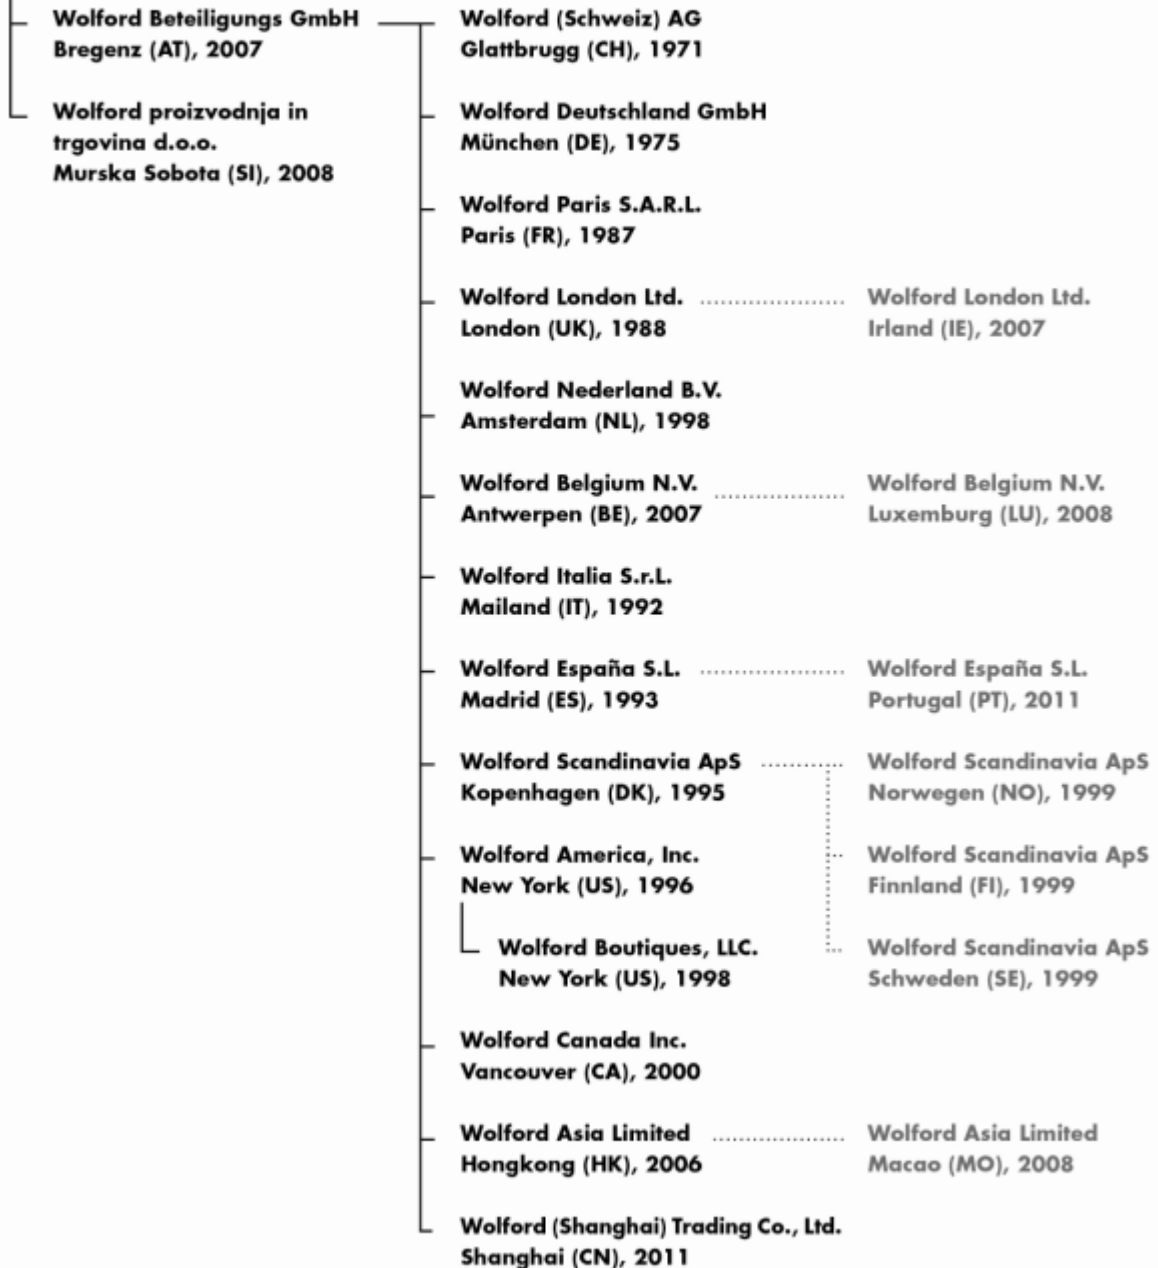 Wolford Beteiligungs GmbH
Bregenz (AT), 2007
Wolford proizvodnja in
trgovina d.o.o.
Murska Sobota (SI), 2008
Wolford (Schweiz) AG
Glattbrugg (CH), 1971
Wolford Deutschland GmbH
München (DE), 1975
Wolford Paris S.A.R.L.
Paris (FR), 1987
Wolford London Ltd.
London (UK), 1988
Wolford London Ltd.
Irland (IE), 2007
Wolford Nederland B.V.
Amsterdam (NL), 1998
Wolford Belgium N.V.
Antwerpen (BE), 2007
Wolford Belgium N.V.
Luxemburg (LU), 2008
Wolford Italia S.r.L.
Mailand (IT), 1992
Wolford España S.L.
Madrid (ES), 1993
Wolford España S.L.
Portugal (PT), 2011
Wolford Scandinavia ApS
Kopenhagen (DK), 1995
Wolford Scandinavia ApS
Norwegen (NO), 1999
Wolford Scandinavia ApS
Finnland (FI), 1999
Wolford Scandinavia ApS
Schweden (SE), 1999
Wolford America, Inc.
New York (US), 1996
Wolford Boutiques, LLC.
New York (US), 1998
Wolford Canada Inc.
Vancouver (CA), 2000
Wolford Asia Limited
Hongkong (HK), 2006
Wolford Asia Limited
Macao (MO), 2008
Wolford (Shanghai) Trading Co., Ltd.
Shanghai (CN), 2011